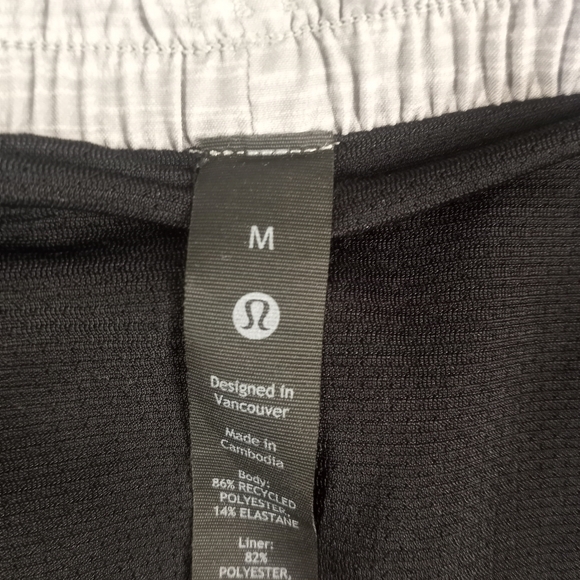 M
Designed in
Vancouver
Made in
Cambodia
Body:
86% RECYCLED
POLYESTER,
14% ELASTANE
Liner:
82%
POLYESTER,